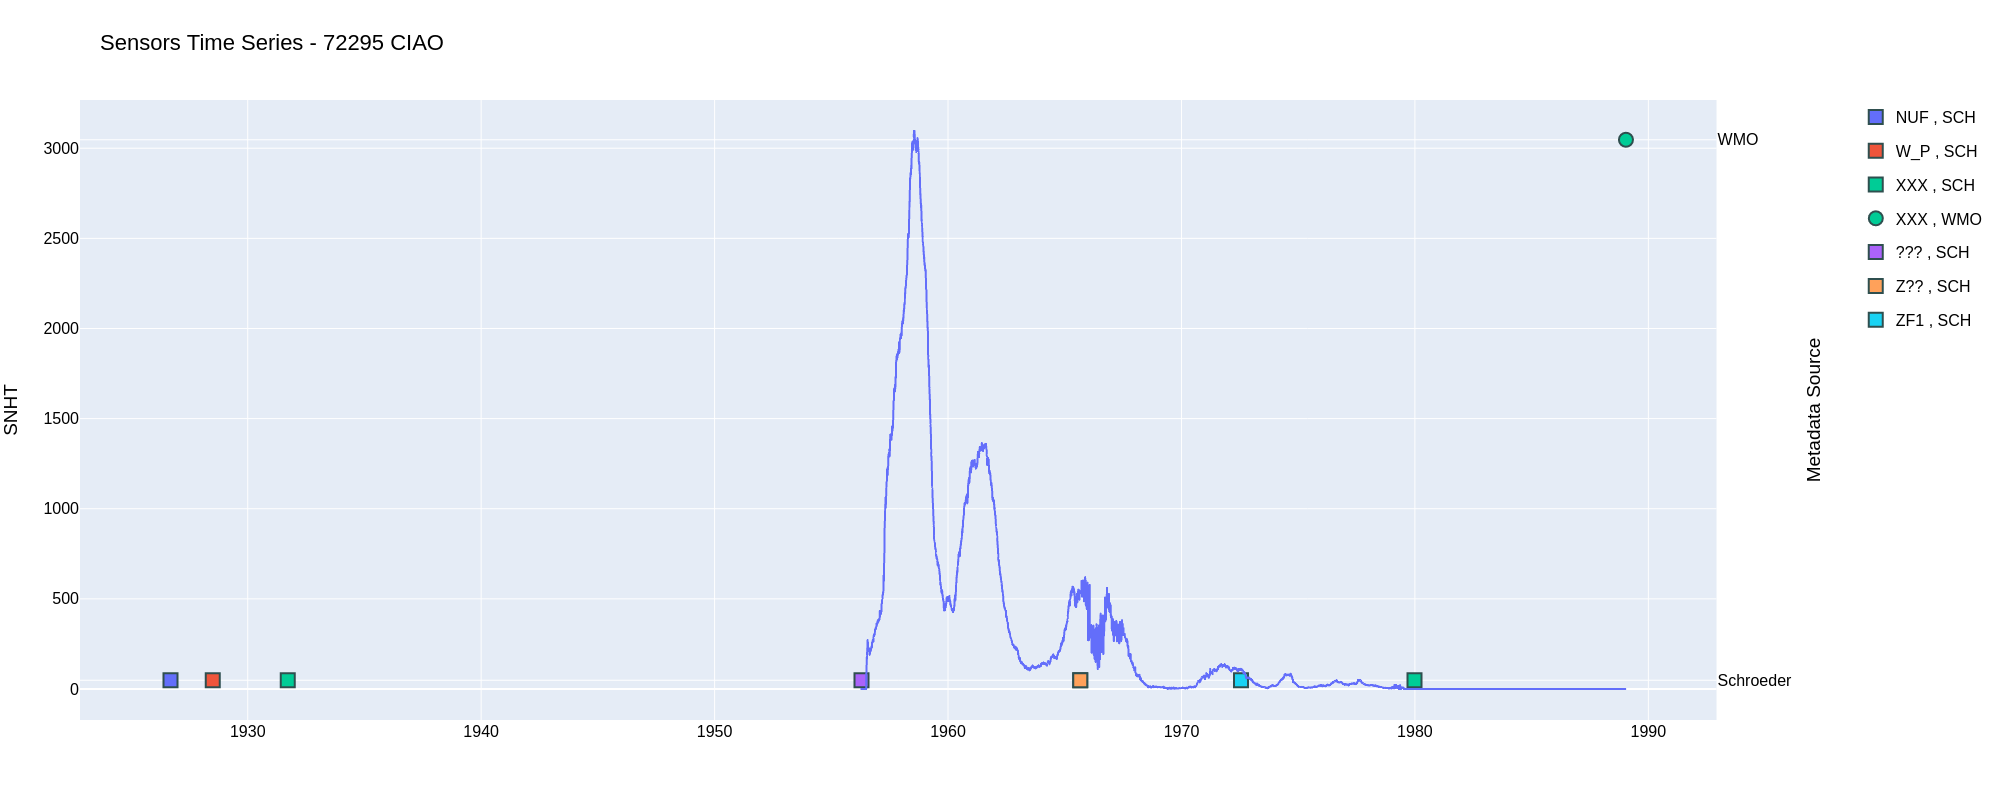 Sensors Time Series - 72295 CIAO
NUF , SCH
W_P , SCH
XXX , SCH
XXX , WMO
??? , SCH
Z?? , SCH
ZF1 , SCH
WMO
Schroeder
Metadata Source
SNHT
3000
2500
2000
1500
1000
500
0
1930 1940 1950 1960 1970 1980 1990